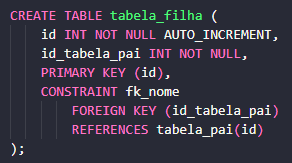 CREATE TABLE tabela_filha (
    id INT NOT NULL AUTO_INCREMENT,
    id_tabela_pai INT NOT NULL,
    PRIMARY KEY (id),
    CONSTRAINT fk_nome
        FOREIGN KEY (id_tabela_pai)
        REFERENCES tabela_pai(id)
);